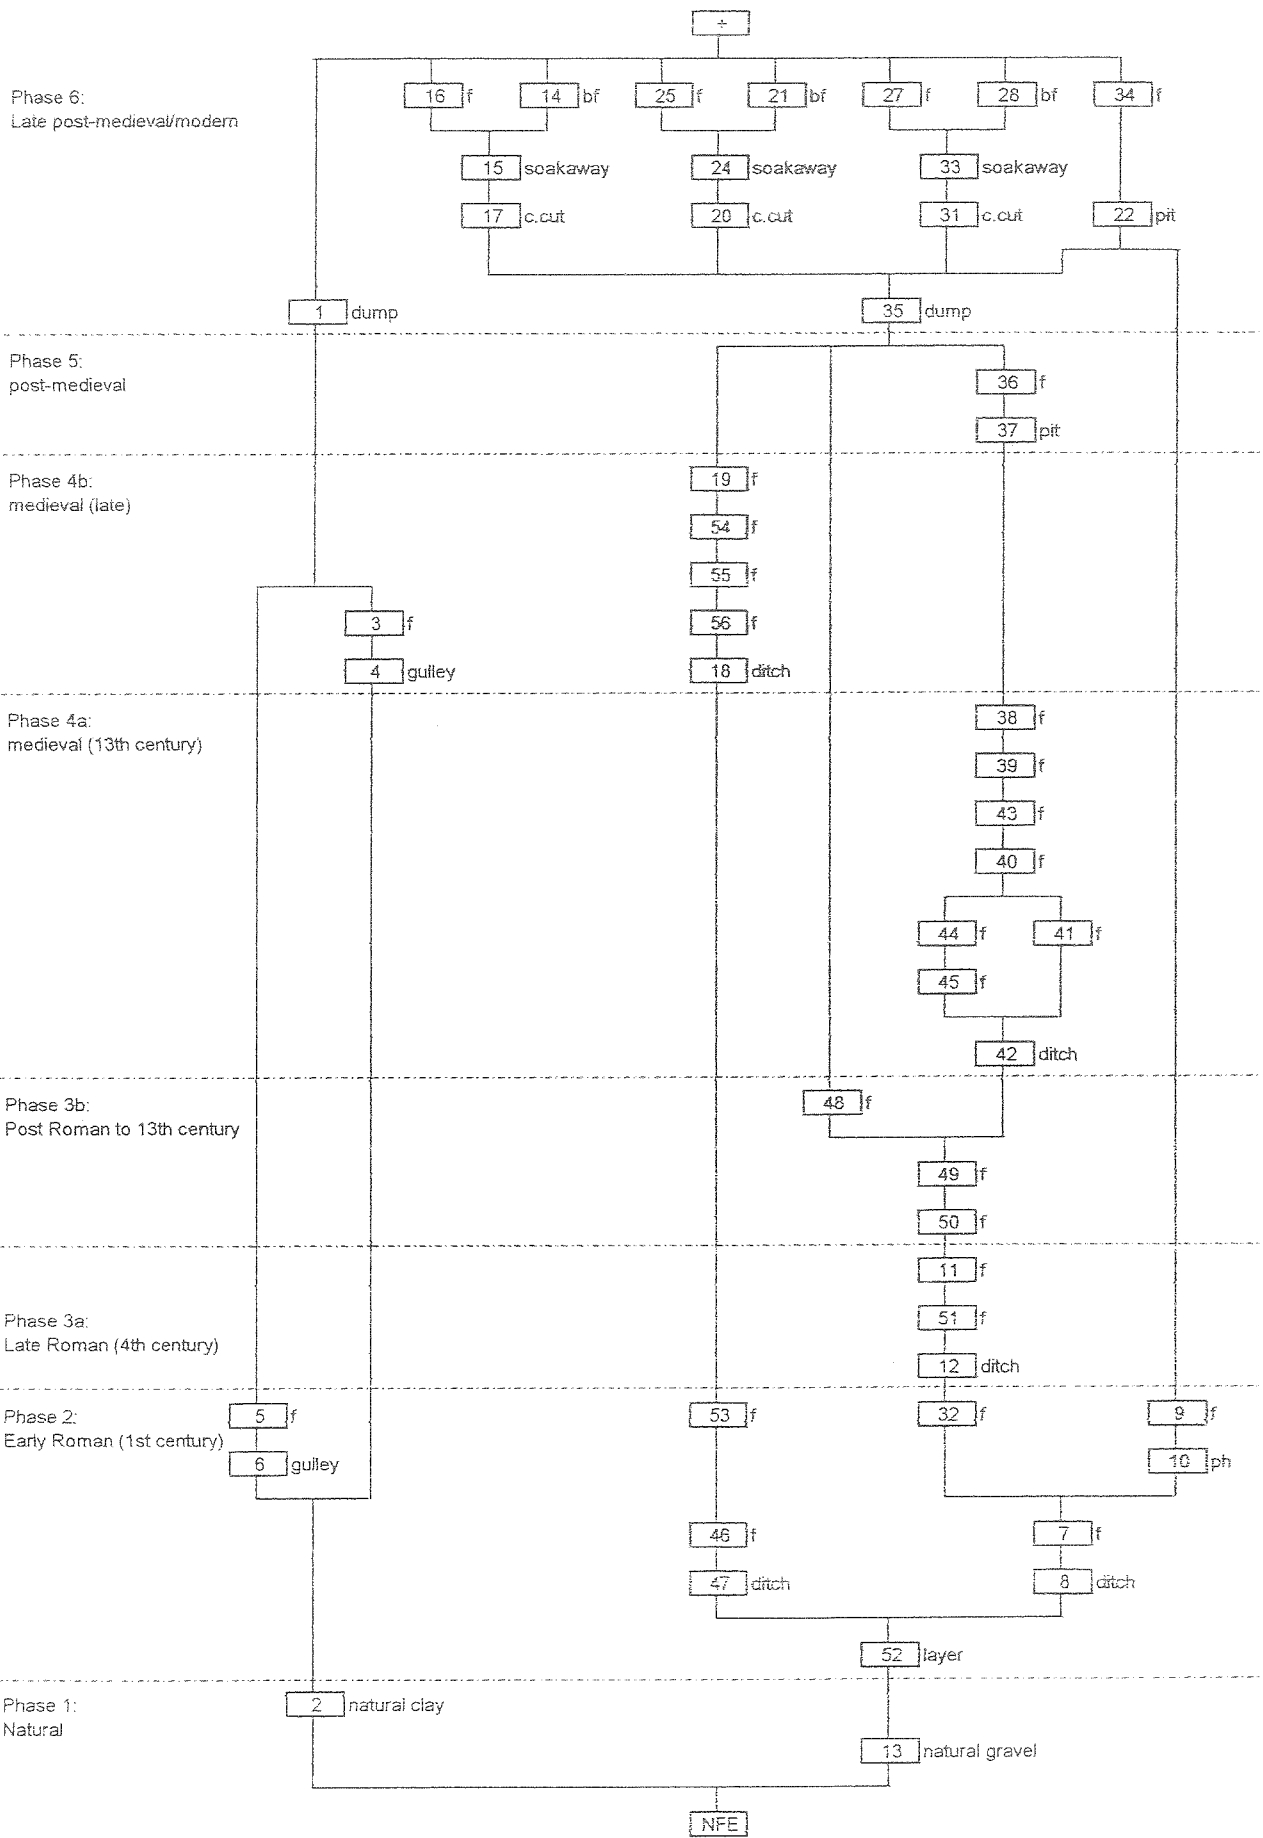 +
Phase 6:
Late post-medieval/modern
16 f 14 bf 25 f 21 bf 27 f 28 bf 34 f
15 soakaway 24 soakaway 33 soakaway
17 c.cut 20 c.cut 31 c.cut 22 pit
1 dump 35 dump
Phase 5:
post-medieval
36 f
37 pit
Phase 4b:
medieval (late)
19 f
54 f
55 f
3 f 56 f
4 gulley 18 ditch
Phase 4a:
medieval (13th century)
38 f
39 f
43 f
40 f
44 f 41 f
45 f
42 ditch
Phase 3b:
Post Roman to 13th century
48 f
49 f
50 f
11 f
Phase 3a:
Late Roman (4th century)
51 f
12 ditch
Phase 2:
Early Roman (1st century)
5 f 53 f 32 f 9 f
6 gulley 10 ph
46 f 7 f
47 ditch 8 ditch
52 layer
Phase 1:
Natural
2 natural clay
13 natural gravel
NFE